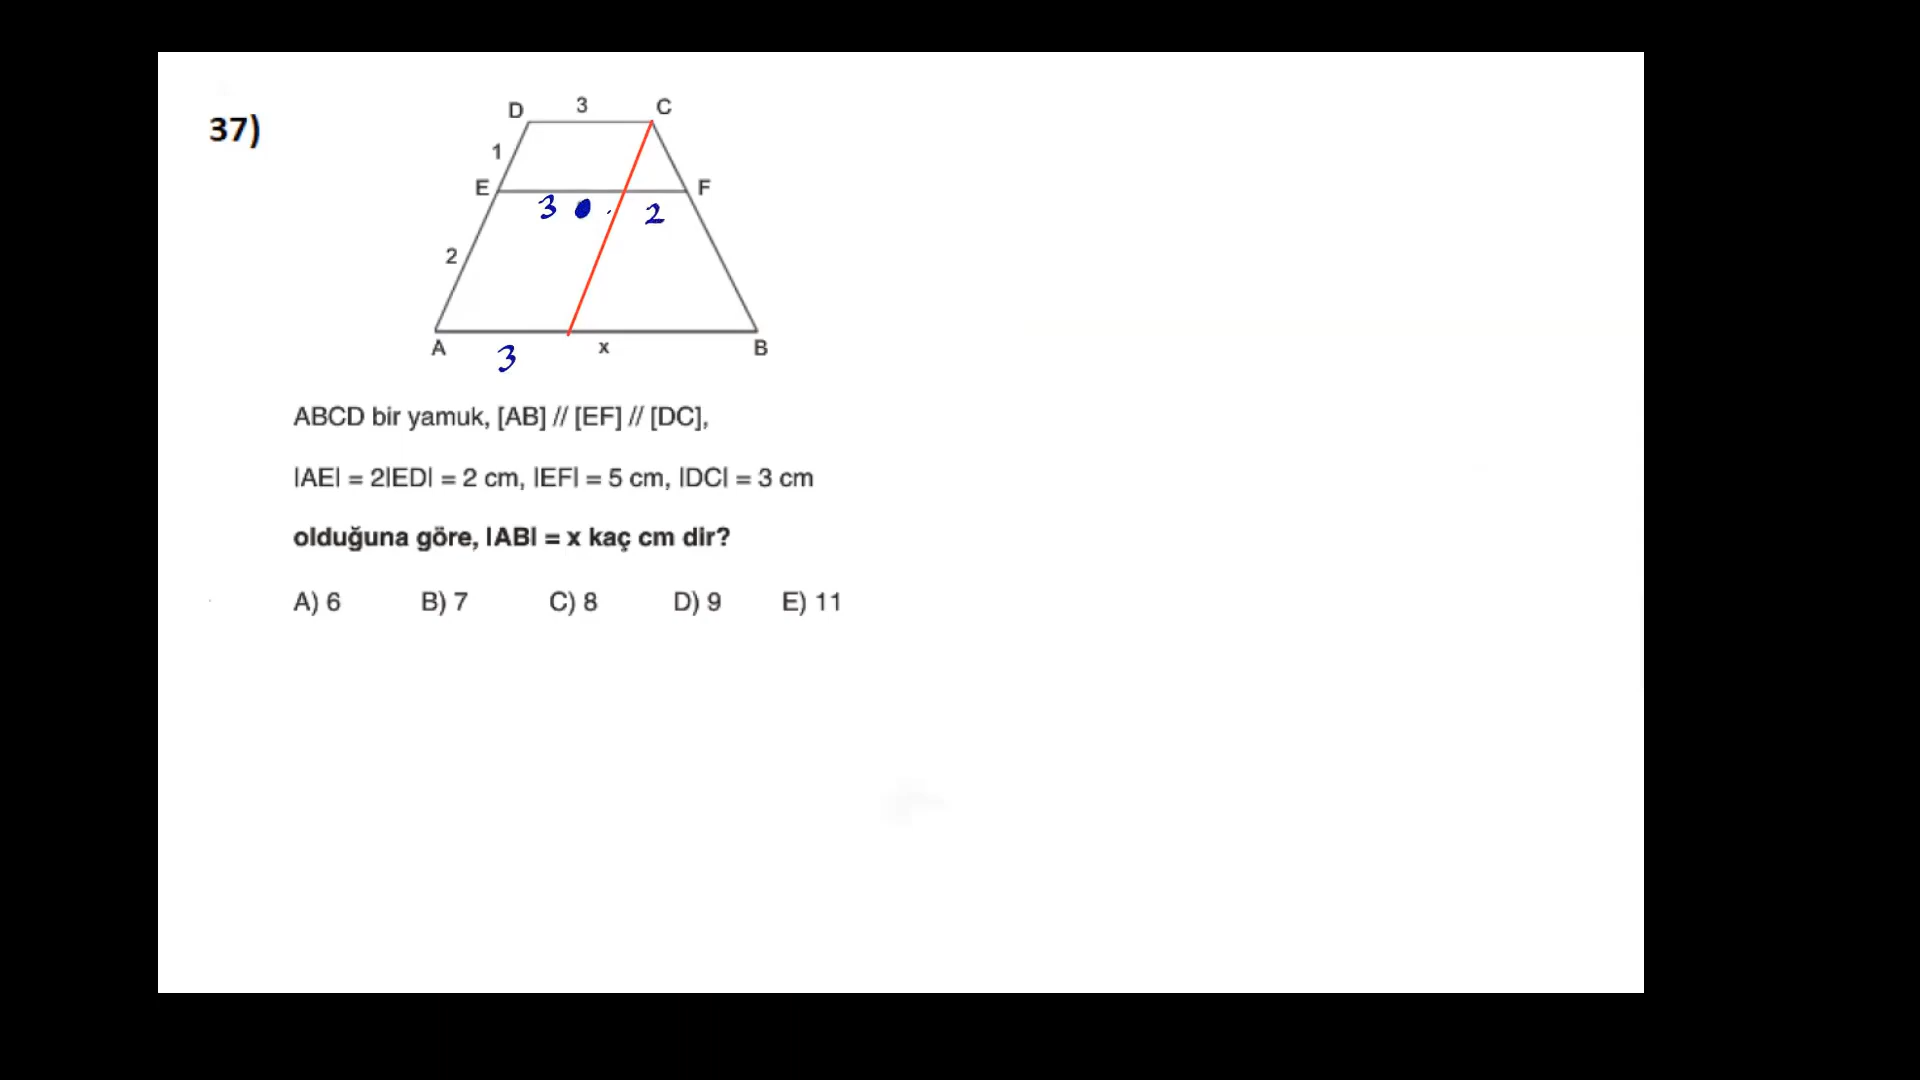 37)
D 3 C
1
E F
3 2
2
A x B
3
ABCD bir yamuk, [AB] // [EF] // [DC],
|AE| = 2|ED| = 2 cm, |EF| = 5 cm, |DC| = 3 cm
olduğuna göre, |AB| = x kaç cm dir?
A) 6 B) 7 C) 8 D) 9 E) 11